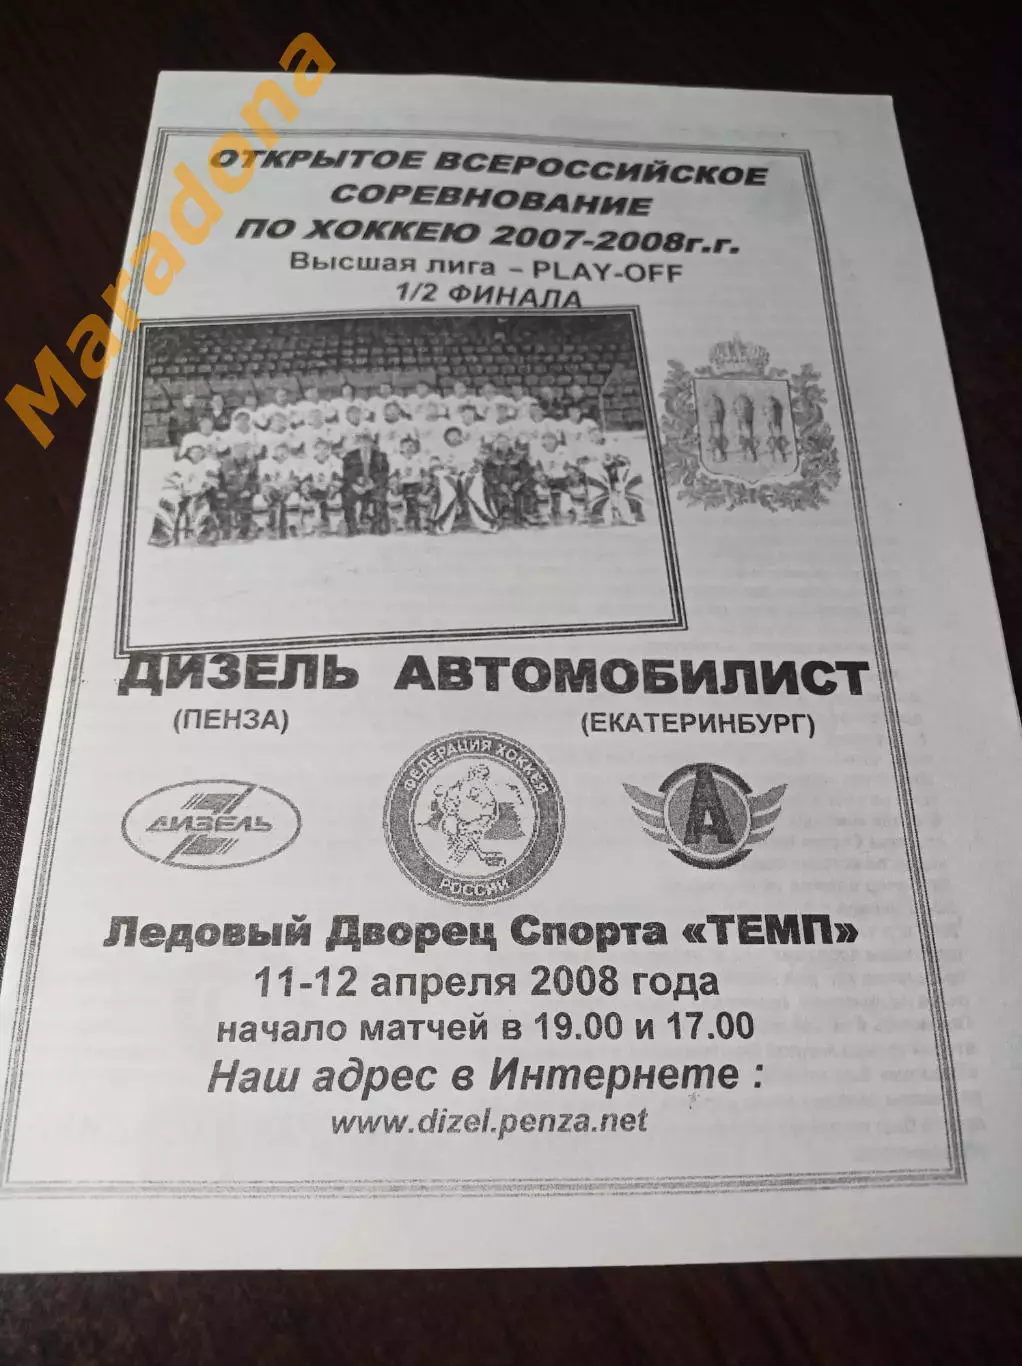 Maradona
ОТКРЫТОЕ ВСЕРОССИЙСКОЕ
СОРЕВНОВАНИЕ
ПО ХОККЕЮ 2007-2008г.г.
Высшая лига – PLAY-OFF
1/2 ФИНАЛА
ДИЗЕЛЬ АВТОМОБИЛИСТ
(ПЕНЗА) (ЕКАТЕРИНБУРГ)
ДИЗЕЛЬ
ФЕДЕРАЦИЯ ХОККЕЯ
РОССИИ
А
Ледовый Дворец Спорта «ТЕМП»
11-12 апреля 2008 года
начало матчей в 19.00 и 17.00
Наш адрес в Интернете :
www.dizel.penza.net